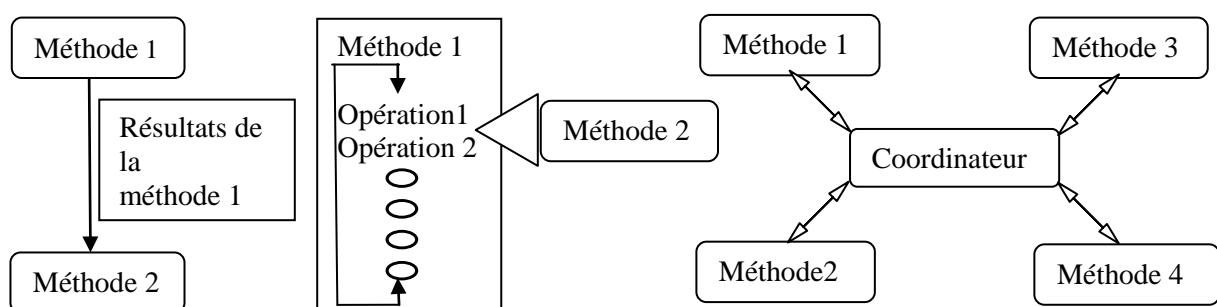 Méthode 1
Résultats de
la
méthode 1
Méthode 2
Méthode 1
Opération1
Opération 2
Méthode 2
Méthode 1
Méthode 3
Coordinateur
Méthode2
Méthode 4